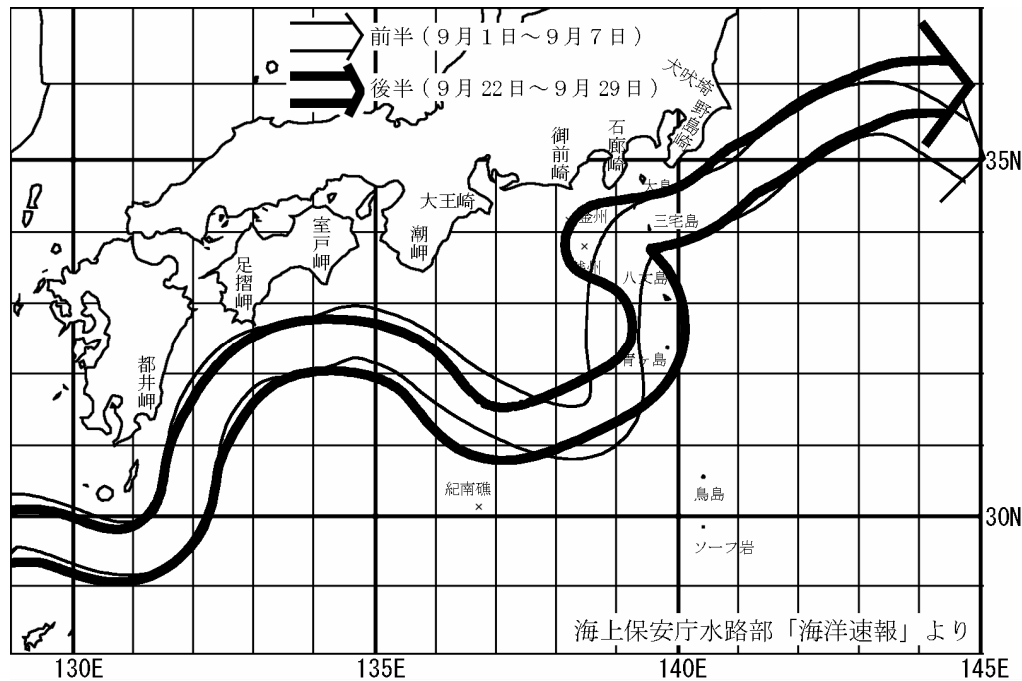 前半（９月１日～９月７日）
後半（９月22日～９月29日）
犬吠埼
野島崎
石廊崎
御前崎
大島
大王崎
金州
三宅島
室戸岬
潮岬
八丈島
足摺岬
青ヶ島
都井岬
紀南礁
鳥島
ソーフ岩
35N
30N
海上保安庁水路部「海洋速報」より
130E
135E
140E
145E